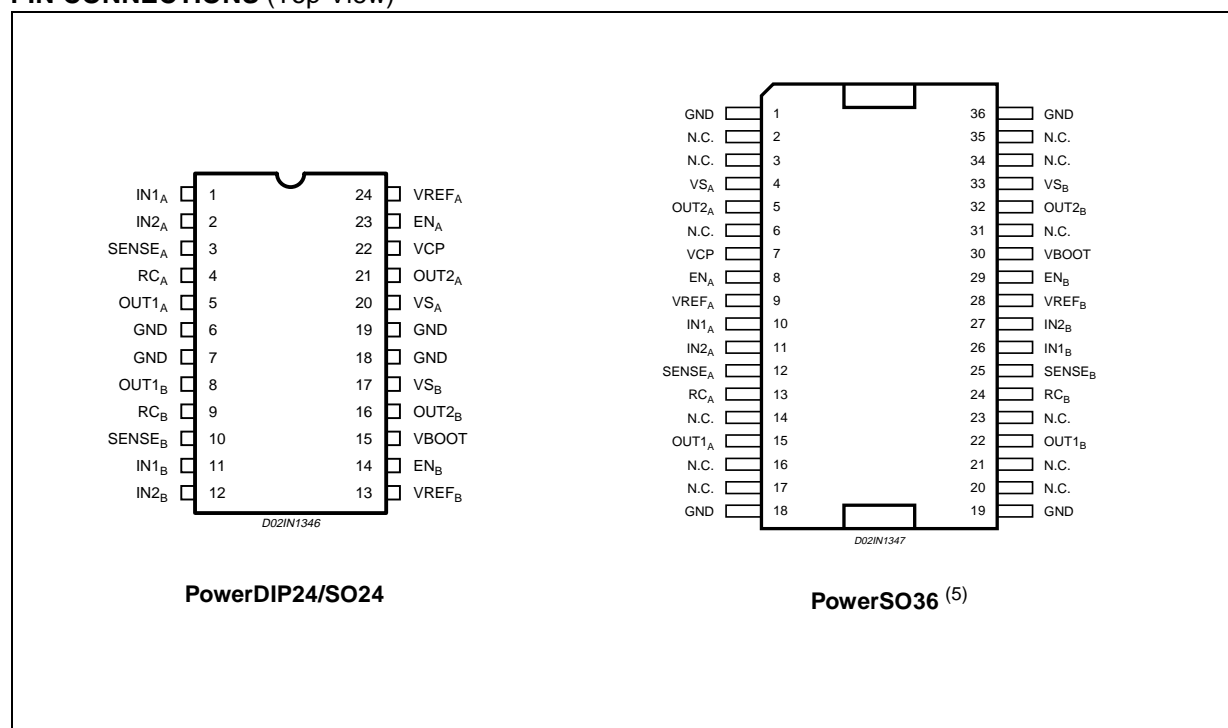 PIN CONNECTIONS (Top View)
IN1A 1 24 VREFA
IN2A 2 23 ENA
SENSEA 3 22 VCP
RCA 4 21 OUT2A
OUT1A 5 20 VSA
GND 6 19 GND
GND 7 18 GND
OUT1B 8 17 VSB
RCB 9 16 OUT2B
SENSEB 10 15 VBOOT
IN1B 11 14 ENB
IN2B 12 13 VREFB
D02IN1346
PowerDIP24/SO24
GND 1 36 GND
N.C. 2 35 N.C.
N.C. 3 34 N.C.
VSA 4 33 VSB
OUT2A 5 32 OUT2B
N.C. 6 31 N.C.
VCP 7 30 VBOOT
ENA 8 29 ENB
VREFA 9 28 VREFB
IN1A 10 27 IN2B
IN2A 11 26 IN1B
SENSEA 12 25 SENSEB
RCA 13 24 RCB
N.C. 14 23 N.C.
OUT1A 15 22 OUT1B
N.C. 16 21 N.C.
N.C. 17 20 N.C.
GND 18 19 GND
D02IN1347
PowerSO36 (5)